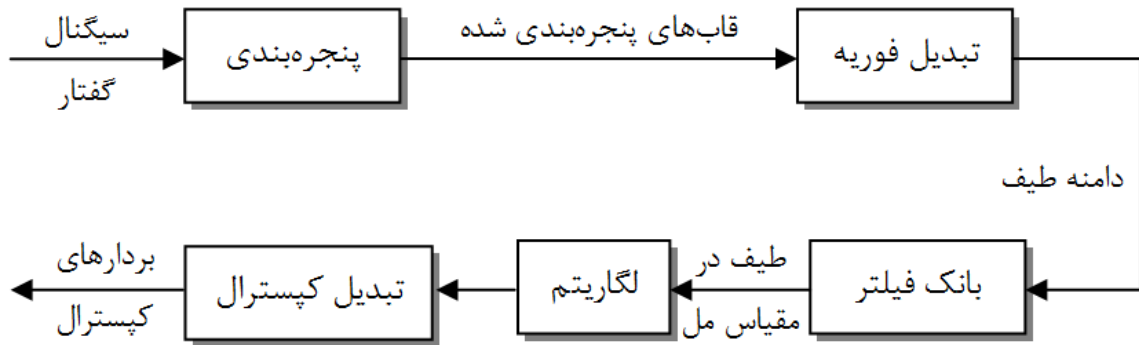 سیگنال
گفتار
پنجره‌بندی
قاب‌های پنجره‌بندی شده
تبدیل فوریه
دامنه طیف
بانک فیلتر
طیف در
مقیاس مل
لگاریتم
تبدیل کپسترال
بردارهای
کپسترال